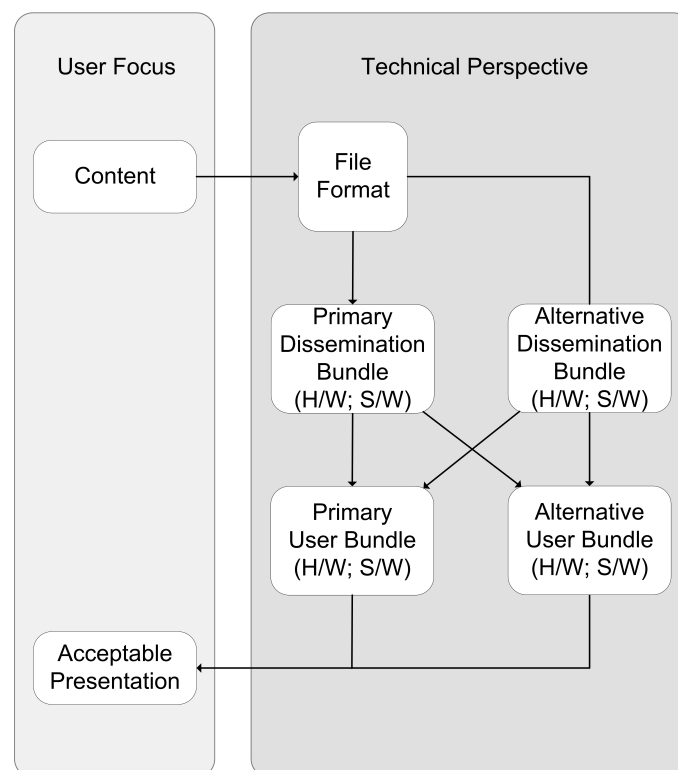 User Focus
Technical Perspective
Content
File
Format
Primary
Dissemination
Bundle
(H/W; S/W)
Alternative
Dissemination
Bundle
(H/W; S/W)
Primary
User Bundle
(H/W; S/W)
Alternative
User Bundle
(H/W; S/W)
Acceptable
Presentation